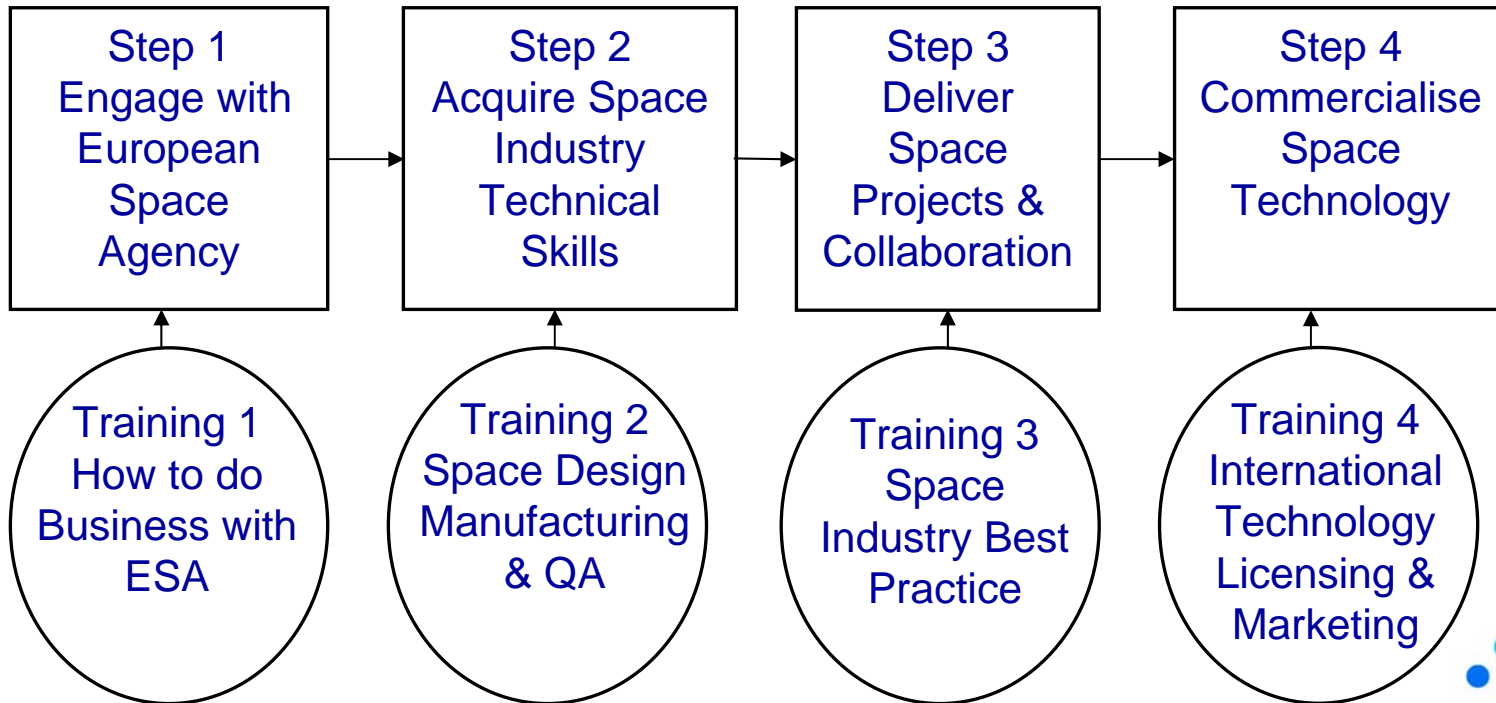 Step 1
Engage with
European
Space
Agency
Step 2
Acquire Space
Industry
Technical
Skills
Step 3
Deliver
Space
Projects &
Collaboration
Step 4
Commercialise
Space
Technology
Training 1
How to do
Business with
ESA
Training 2
Space Design
Manufacturing
& QA
Training 3
Space
Industry Best
Practice
Training 4
International
Technology
Licensing &
Marketing